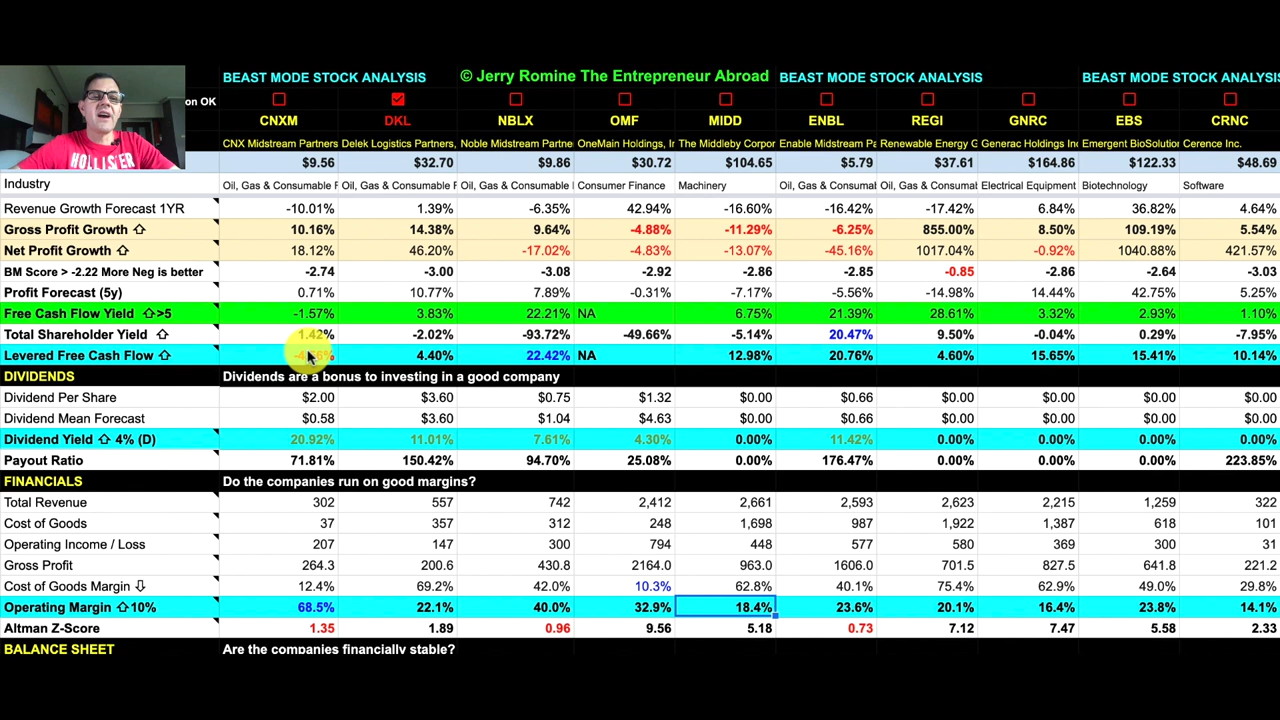 BEAST MODE STOCK ANALYSIS © Jerry Romine The Entrepreneur Abroad BEAST MODE STOCK ANALYSIS BEAST MODE STOCK ANALYSIS
on OK
CNXM DKL NBLX OMF MIDD ENBL REGI GNRC EBS CRNC
CNX Midstream Partners Delek Logistics Partners, Noble Midstream Partne OneMain Holdings, In The Middleby Corpor Enable Midstream Pa Renewable Energy G Generac Holdings Inc Emergent BioSolution Cerence Inc.
$9.56 $32.70 $9.86 $30.72 $104.65 $5.79 $37.61 $164.86 $122.33 $48.69
Industry Oil, Gas & Consumable F Oil, Gas & Consumable F Oil, Gas & Consumable Consumer Finance Machinery Oil, Gas & Consumal Oil, Gas & Consumal Electrical Equipment Biotechnology Software
Revenue Growth Forecast 1YR -10.01% 1.39% -6.35% 42.94% -16.60% -16.42% -17.42% 6.84% 36.82% 4.64%
Gross Profit Growth ⇧ 10.16% 14.38% 9.64% -4.88% -11.29% -6.25% 855.00% 8.50% 109.19% 5.54%
Net Profit Growth ⇧ 18.12% 46.20% -17.02% -4.83% -13.07% -45.16% 1017.04% -0.92% 1040.88% 421.57%
BM Score > -2.22 More Neg is better -2.74 -3.00 -3.08 -2.92 -2.86 -2.85 -0.85 -2.86 -2.64 -3.03
Profit Forecast (5y) 0.71% 10.77% 7.89% -0.31% -7.17% -5.56% -14.98% 14.44% 42.75% 5.25%
Free Cash Flow Yield ⇧>5 -1.57% 3.83% 22.21% NA 6.75% 21.39% 28.61% 3.32% 2.93% 1.10%
Total Shareholder Yield ⇧ 1.42% -2.02% -93.72% -49.66% -5.14% 20.47% 9.50% -0.04% 0.29% -7.95%
Levered Free Cash Flow ⇧ 4.40% 22.42% NA 12.98% 20.76% 4.60% 15.65% 15.41% 10.14%
DIVIDENDS Dividends are a bonus to investing in a good company
Dividend Per Share $2.00 $3.60 $0.75 $1.32 $0.00 $0.66 $0.00 $0.00 $0.00 $0.00
Dividend Mean Forecast $0.58 $3.60 $1.04 $4.63 $0.00 $0.66 $0.00 $0.00 $0.00 $0.00
Dividend Yield ⇧ 4% (D) 20.92% 11.01% 7.61% 4.30% 0.00% 11.42% 0.00% 0.00% 0.00% 0.00%
Payout Ratio 71.81% 150.42% 94.70% 25.08% 0.00% 176.47% 0.00% 0.00% 0.00% 223.85%
FINANCIALS Do the companies run on good margins?
Total Revenue 302 557 742 2,412 2,661 2,593 2,623 2,215 1,259 322
Cost of Goods 37 357 312 248 1,698 987 1,922 1,387 618 101
Operating Income / Loss 207 147 300 794 448 577 580 369 300 31
Gross Profit 264.3 200.6 430.8 2164.0 963.0 1606.0 701.5 827.5 641.8 221.2
Cost of Goods Margin ⇩ 12.4% 69.2% 42.0% 10.3% 62.8% 40.1% 75.4% 62.9% 49.0% 29.8%
Operating Margin ⇧10% 68.5% 22.1% 40.0% 32.9% 18.4% 23.6% 20.1% 16.4% 23.8% 14.1%
Altman Z-Score 1.35 1.89 0.96 9.56 5.18 0.73 7.12 7.47 5.58 2.33
BALANCE SHEET Are the companies financially stable?
HOLLISTER